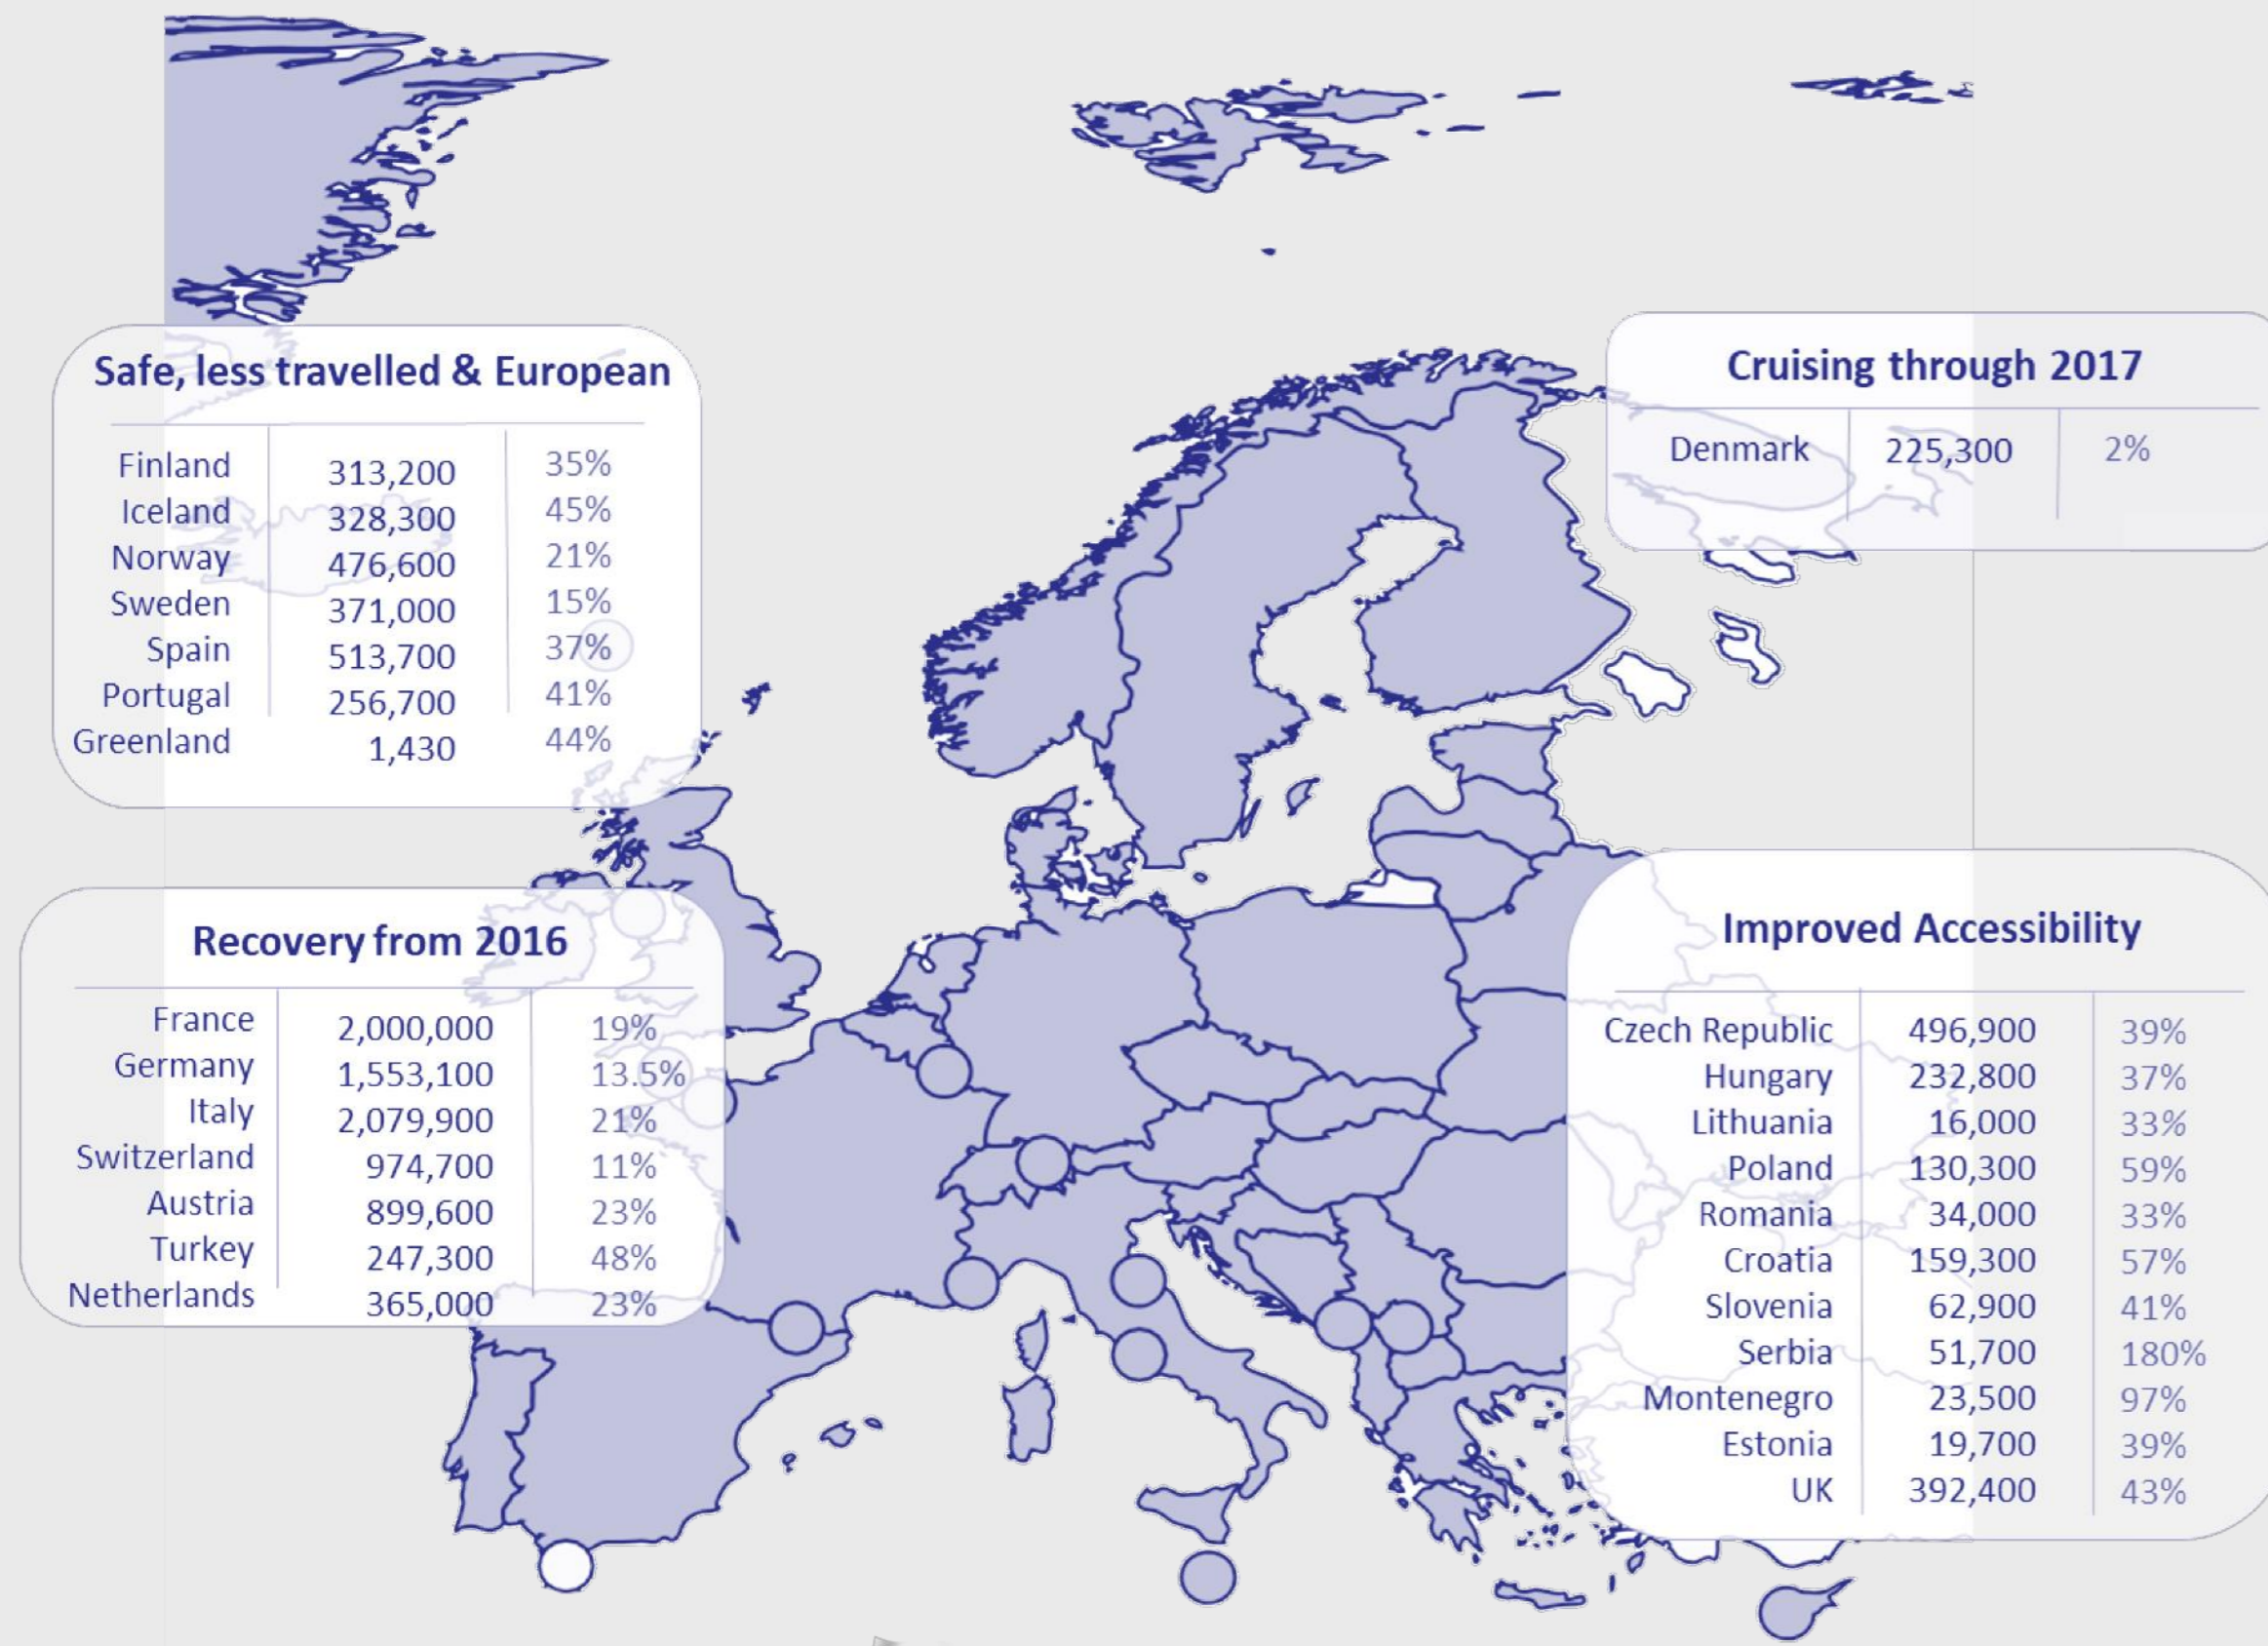 Safe, less travelled & European
Finland 313,200 35%
Iceland 328,300 45%
Norway 476,600 21%
Sweden 371,000 15%
Spain 513,700 37%
Portugal 256,700 41%
Greenland 1,430 44%
Cruising through 2017
Denmark 225,300 2%
Recovery from 2016
France 2,000,000 19%
Germany 1,553,100 13.5%
Italy 2,079,900 21%
Switzerland 974,700 11%
Austria 899,600 23%
Turkey 247,300 48%
Netherlands 365,000 23%
Improved Accessibility
Czech Republic 496,900 39%
Hungary 232,800 37%
Lithuania 16,000 33%
Poland 130,300 59%
Romania 34,000 33%
Croatia 159,300 57%
Slovenia 62,900 41%
Serbia 51,700 180%
Montenegro 23,500 97%
Estonia 19,700 39%
UK 392,400 43%